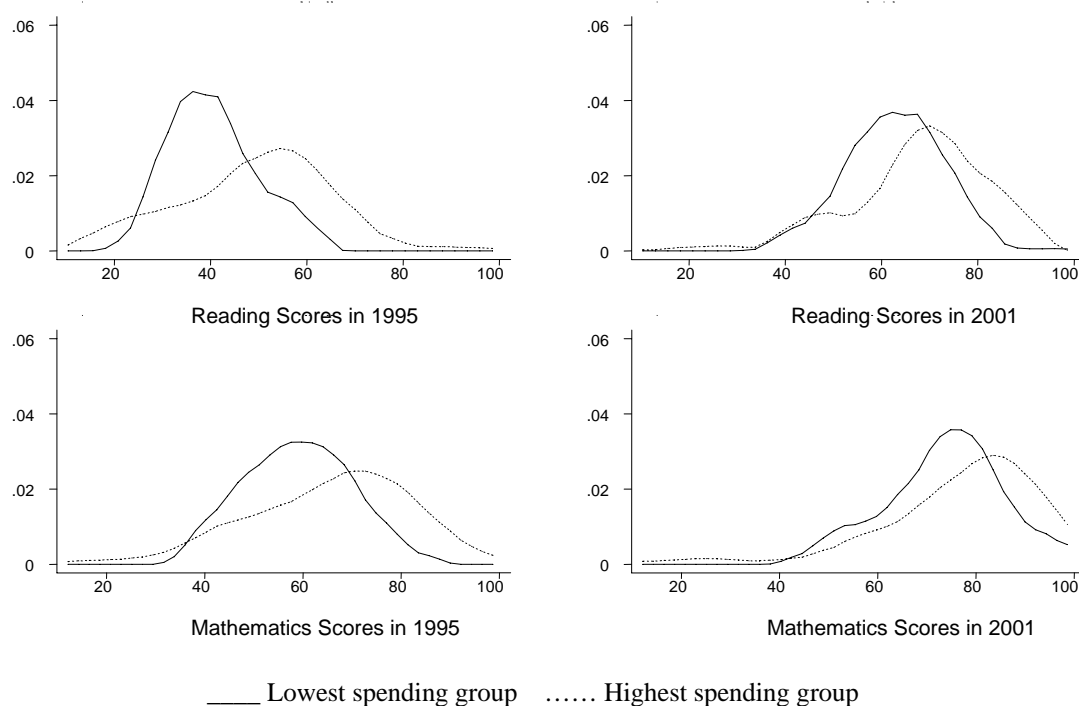 .06 .06
.04 .04
.02 .02
0 0
20 40 60 80 100 20 40 60 80 100
Reading Scores in 1995 Reading Scores in 2001
.06 .06
.04 .04
.02 .02
0 0
20 40 60 80 100 20 40 60 80 100
Mathematics Scores in 1995 Mathematics Scores in 2001
____ Lowest spending group ...... Highest spending group